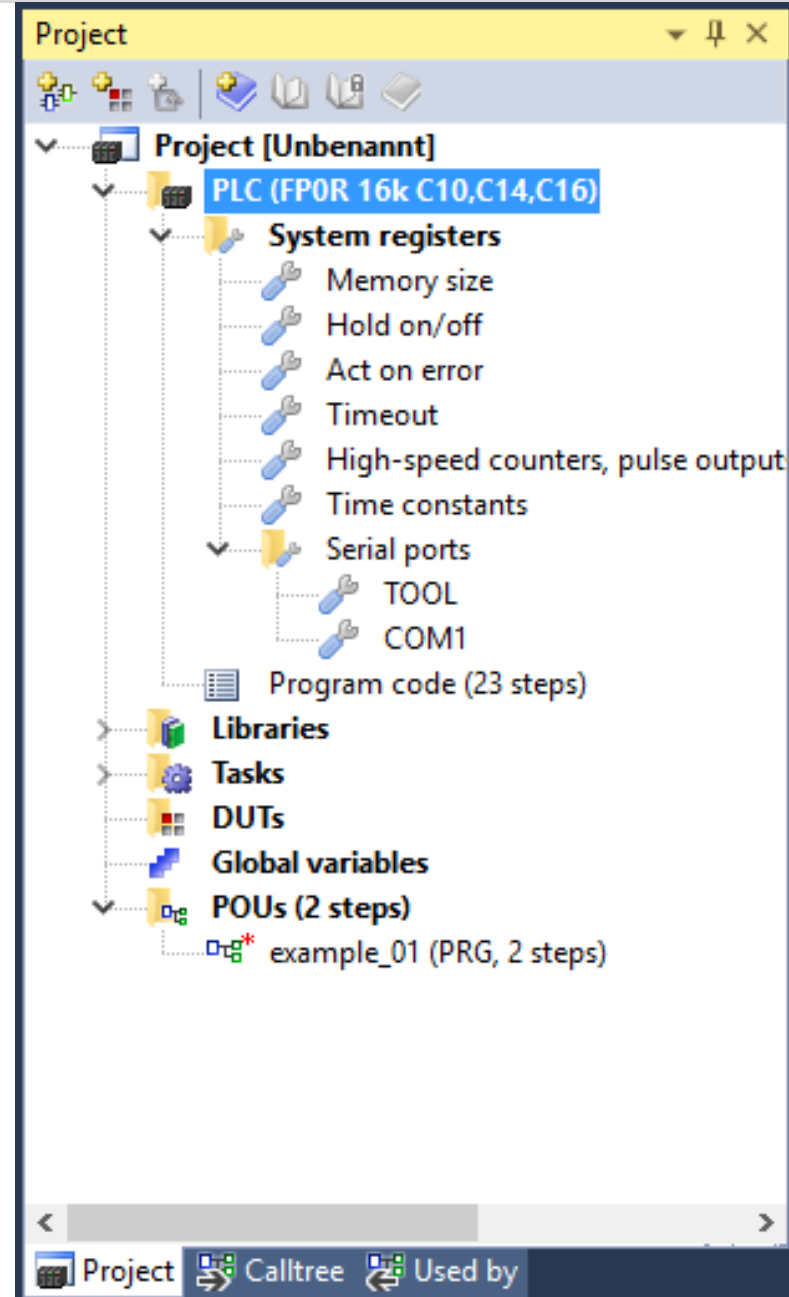 Project
Project [Unbenannt]
PLC (FP0R 16k C10,C14,C16)
System registers
Memory size
Hold on/off
Act on error
Timeout
High-speed counters, pulse output
Time constants
Serial ports
TOOL
COM1
Program code (23 steps)
Libraries
Tasks
DUTs
Global variables
POUs (2 steps)
example_01 (PRG, 2 steps)
Project Calltree Used by